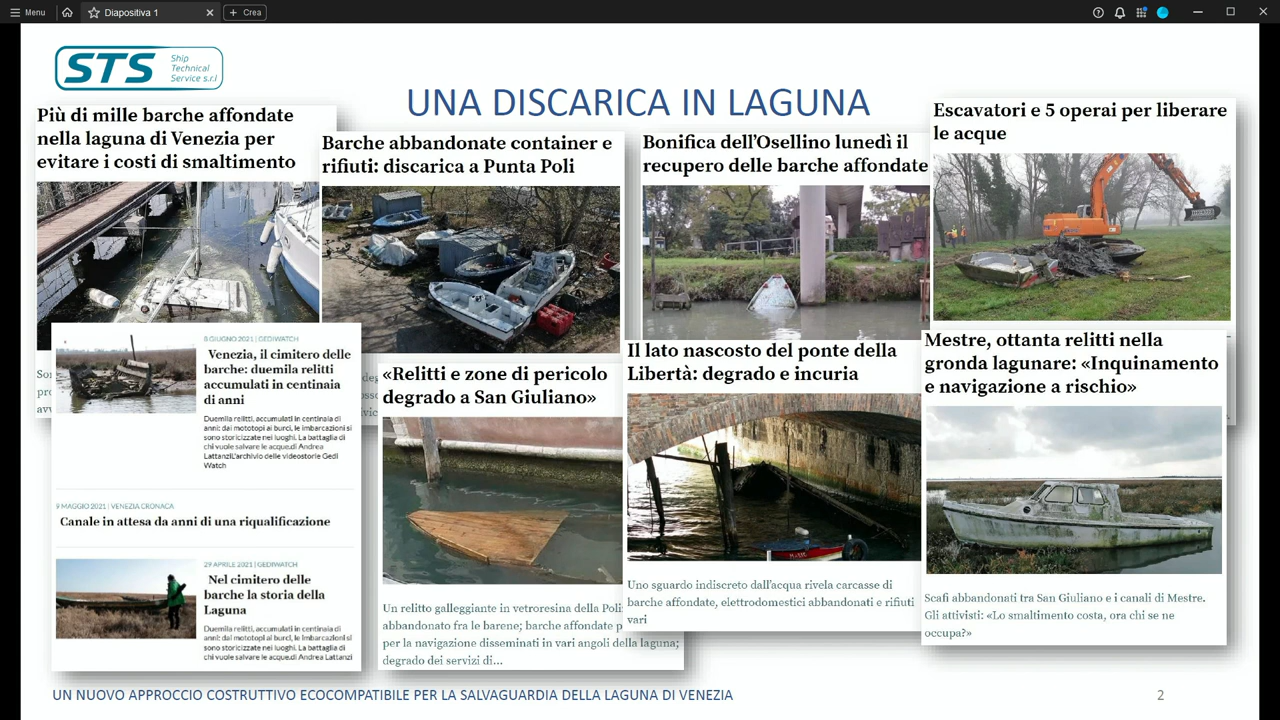 Menu
Diapositiva 1
Crea
STS
Ship
Technical
Service s.r.l
UNA DISCARICA IN LAGUNA
Più di mille barche affondate
nella laguna di Venezia per
evitare i costi di smaltimento
Barche abbandonate container e
rifiuti: discarica a Punta Poli
Bonifica dell'Osellino lunedì il
recupero delle barche affondate
Escavatori e 5 operai per liberare
le acque
8 GIUGNO 2021 | GEDIWATCH
Venezia, il cimitero delle
barche: duemila relitti
accumulati in centinaia
di anni
Duemila relitti, accumulati in centinaia di
anni: dai mototopi ai burci, le imbarcazioni si
sono storicizzate nei luoghi. La battaglia di
chi vuole salvare le acque.di Andrea
LattanziL'archivio delle videostorie Gedi
Watch
9 MAGGIO 2021 | VENEZIA CRONACA
Canale in attesa da anni di una riqualificazione
29 APRILE 2021 | GEDIWATCH
Nel cimitero delle
barche la storia della
Laguna
Duemila relitti, accumulati in centinaia di
anni: dai mototopi ai burci, le imbarcazioni si
sono storicizzate nei luoghi. La battaglia di
chi vuole salvare le acque.di Andrea Lattanzi
«Relitti e zone di pericolo
degrado a San Giuliano»
Un relitto galleggiante in vetroresina della Poli
abbandonato fra le barene; barche affondate p
per la navigazione disseminati in vari angoli della laguna;
degrado dei servizi di...
Il lato nascosto del ponte della
Libertà: degrado e incuria
Uno sguardo indiscreto dall'acqua rivela carcasse di
barche affondate, elettrodomestici abbandonati e rifiuti
vari
Mestre, ottanta relitti nella
gronda lagunare: «Inquinamento
e navigazione a rischio»
Scafi abbandonati tra San Giuliano e i canali di Mestre.
Gli attivisti: «Lo smaltimento costa, ora chi se ne
occupa?»
UN NUOVO APPROCCIO COSTRUTTIVO ECOCOMPATIBILE PER LA SALVAGUARDIA DELLA LAGUNA DI VENEZIA
2